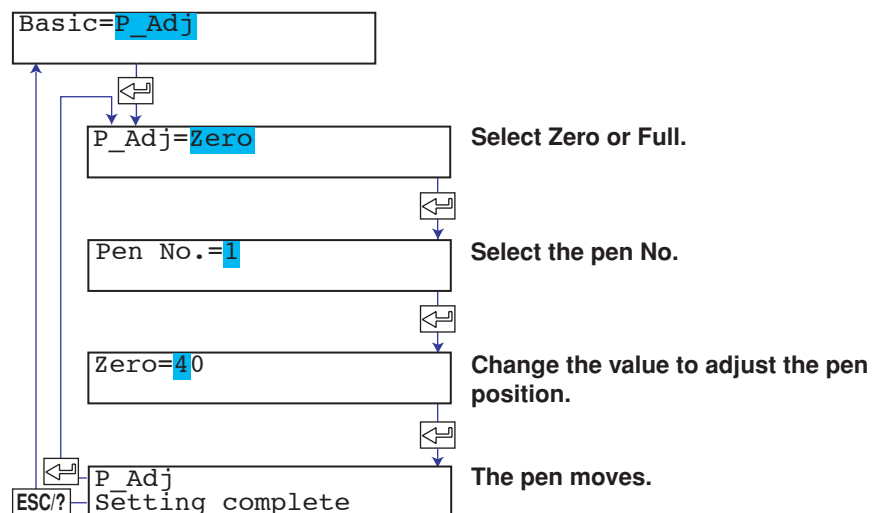 Basic=P_Adj
P_Adj=Zero
Select Zero or Full.
Pen No.=1
Select the pen No.
Zero=40
Change the value to adjust the pen
position.
P_Adj
The pen moves.
ESC/?
Setting complete